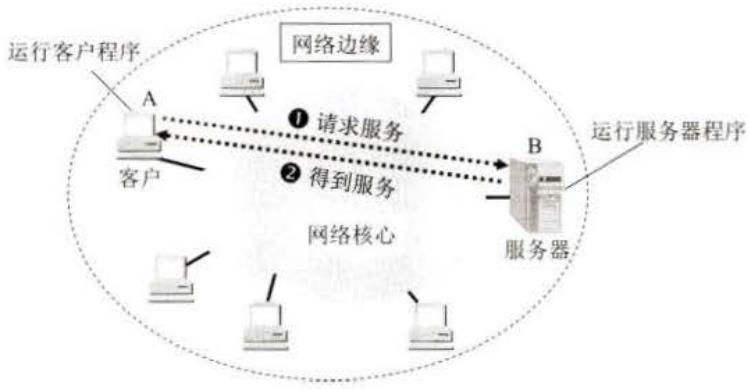 网络边缘
运行客户程序
A
❶ 请求服务
运行服务器程序
B
客户
❷ 得到服务
网络核心
服务器